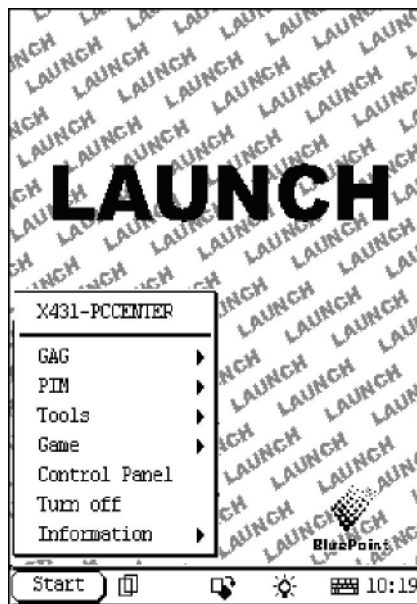 LAUNCH
X431-PCCENTER
GAG
PIM
Tools
Game
Control Panel
Turn off
Information
BluePoint
Start 10:19